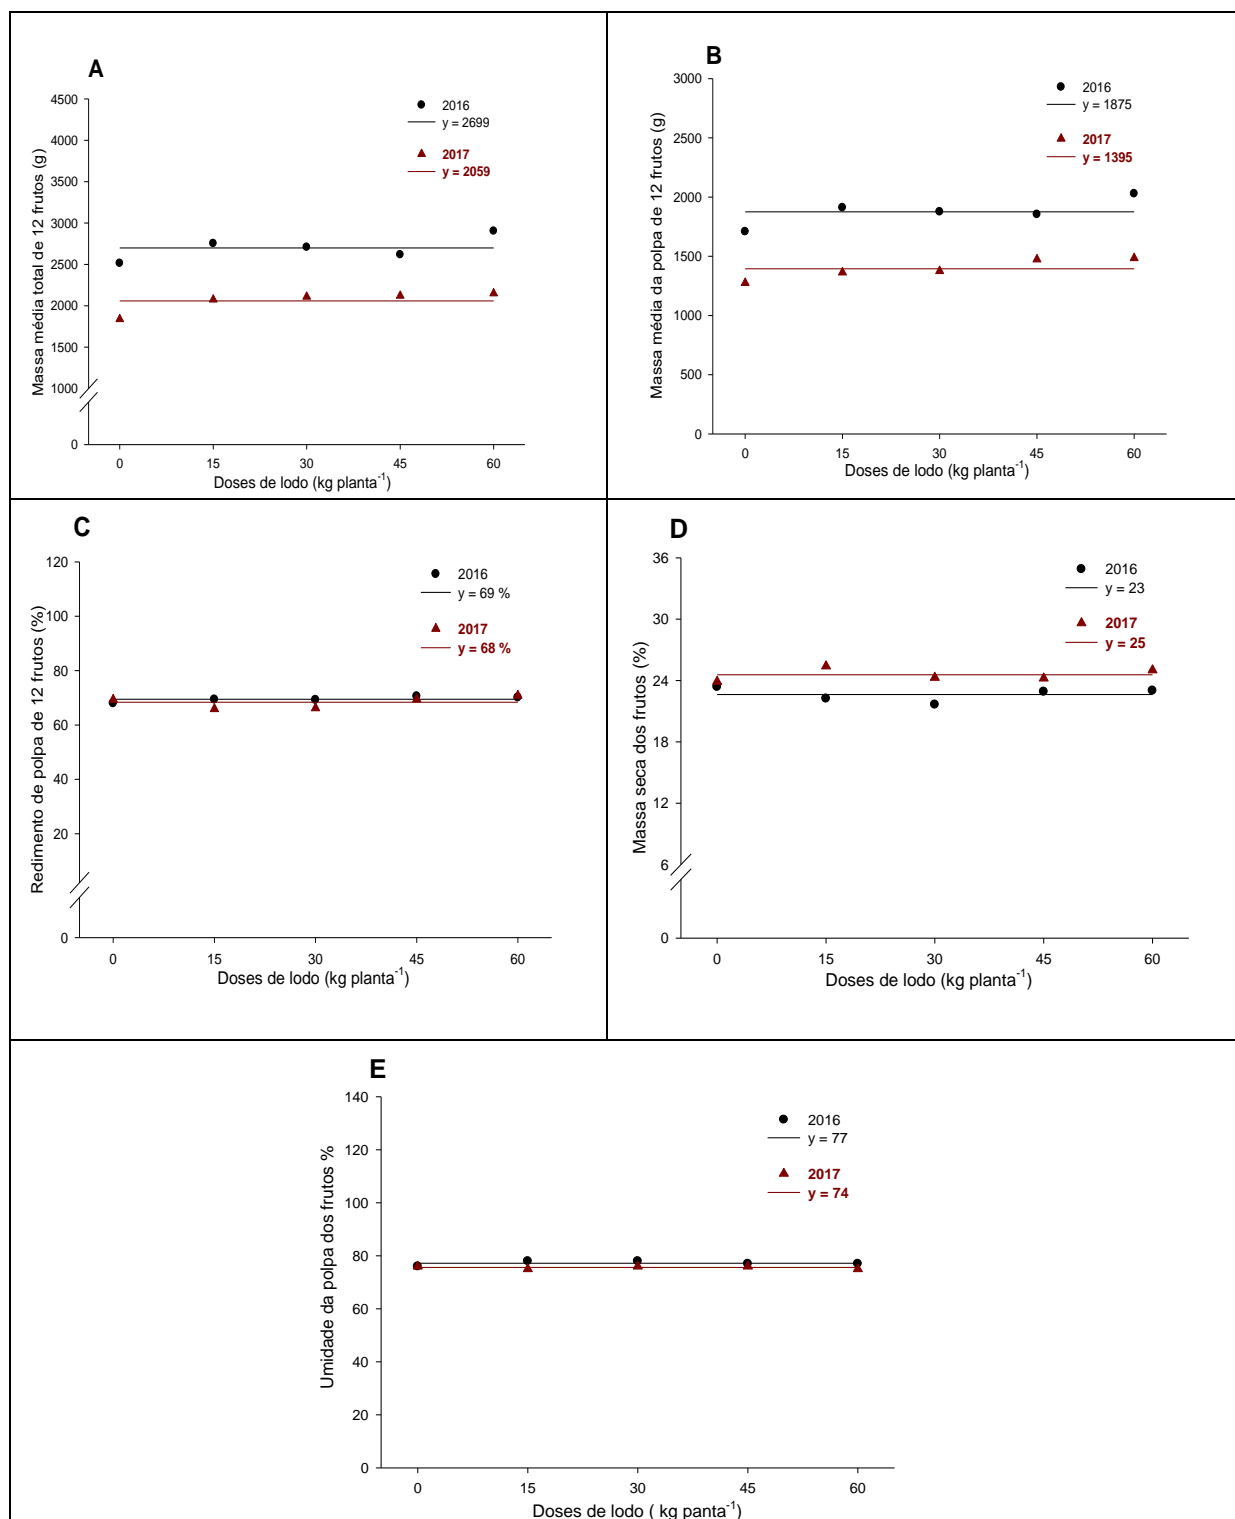 A
Massa média total de 12 frutos (g)
4500
4000
3500
3000
2500
2000
1500
1000
0
2016
y = 2699
2017
y = 2059
0 15 30 45 60
Doses de lodo (kg planta-1)
B
Massa média da polpa de 12 frutos (g)
3000
2500
2000
1500
1000
500
0
2016
y = 1875
2017
y = 1395
0 15 30 45 60
Doses de lodo (kg planta-1)
C
Redimento de polpa de 12 frutos (%)
120
100
80
60
40
20
0
2016
y = 69 %
2017
y = 68 %
0 15 30 45 60
Doses de lodo (kg planta-1)
D
Massa seca dos frutos (%)
36
30
24
18
12
6
0
2016
y = 23
2017
y = 25
0 15 30 45 60
Doses de lodo (kg planta-1)
E
Umidade da polpa dos frutos %
140
120
100
80
60
40
20
0
2016
y = 77
2017
y = 74
0 15 30 45 60
Doses de lodo ( kg panta-1)